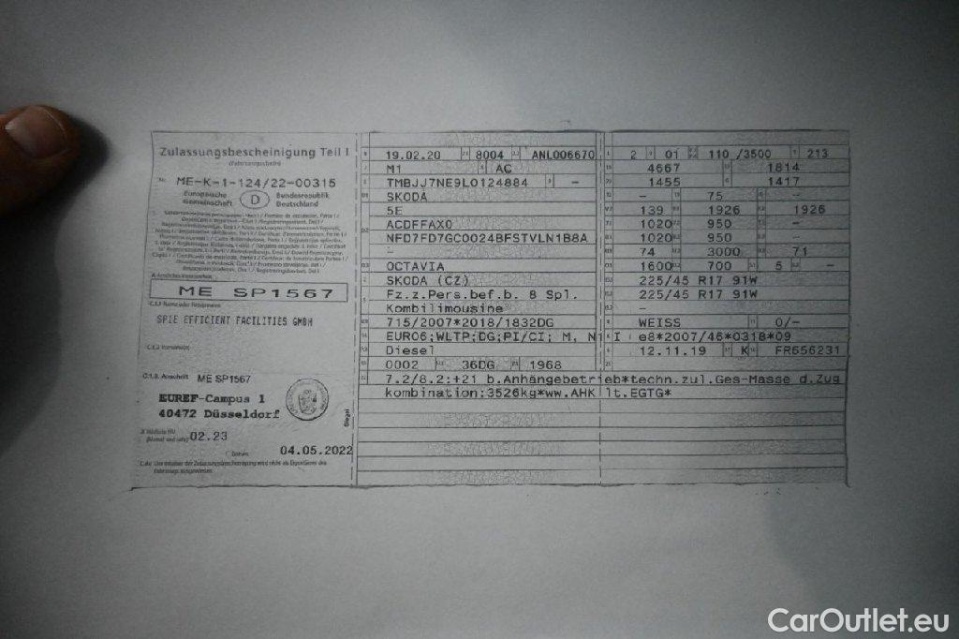 Zulassungsbescheinigung Teil I
Nr. ME-K-1-124/22-00315
Europäische Gemeinschaft D Bundesrepublik Deutschland
ME SP1567
SPIE EFFICIENT FACILITIES GMBH
C.1.3 Anschrift ME SP1567
EUREF-Campus 1
40472 Düsseldorf
02.23
04.05.2022
Siegel
19.02.20 8004 ANL006670
M1 AC
TMBJJ7NE9L0124884 -
SKODA
5E
ACDFFAX0
NFD7FD7GC0024BFSTVLN1B8A
-
OCTAVIA
SKODA (CZ)
Fz.z.Pers.bef.b. 8 Spl.
Kombilimousine
715/2007*2018/1832DG
EURO6;WLTP;DG;PI/CI; M, N1 I
Diesel
0002 36DG 1968
2 01 110 /3500 213
4667 1814
1455 1417
- 75 -
139 1926 1926
1020 950 -
1020 950 -
74 3000 71
1600 700 5 -
225/45 R17 91W
225/45 R17 91W
-
WEISS 0/-
e8*2007/46*0318*09
12.11.19 K FR656231
7.2/8.2:+21 b.Anhängebetrieb*techn.zul.Ges-Masse d.Zug
kombination:3526kg*ww.AHK lt.EGTG*
CarOutlet.eu